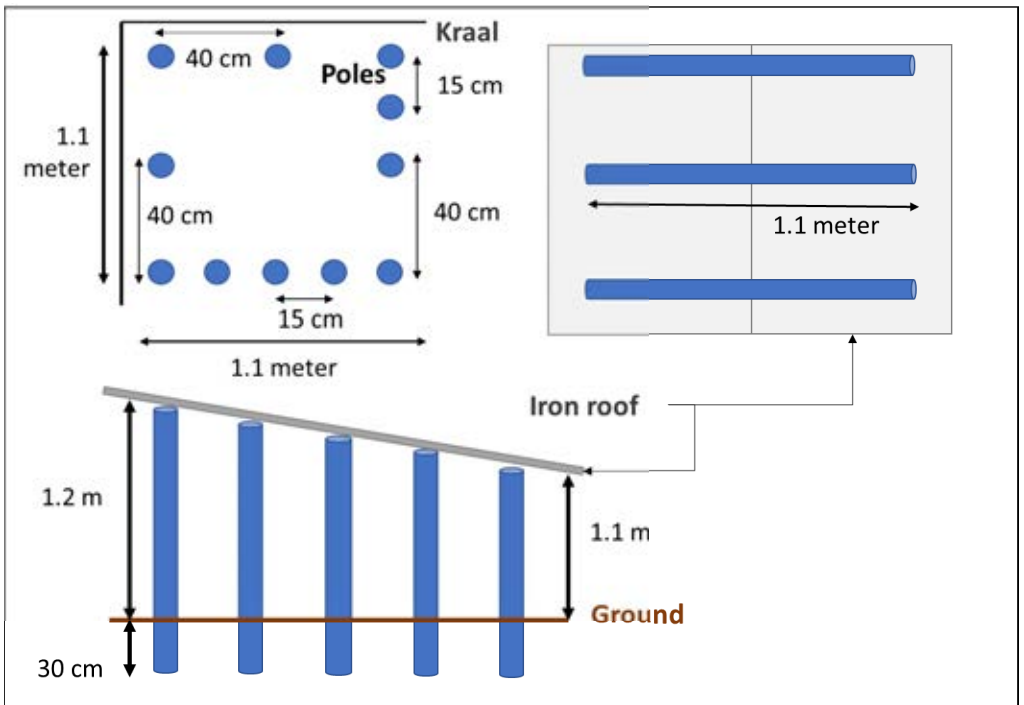 Kraal
40 cm
Poles
15 cm
1.1
meter
40 cm
40 cm
15 cm
1.1 meter
1.1 meter
Iron roof
1.2 m
1.1 m
Ground
30 cm